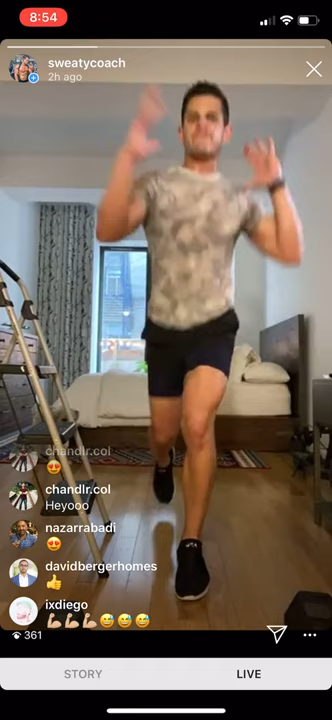 8:54
sweatycoach
2h ago
chandlr.col
😍
chandlr.col
Heyooo
nazarrabadi
😍
davidbergerhomes
👍
ixdiego
💪🏼💪🏼💪🏼😅😅😅
361
STORY
LIVE